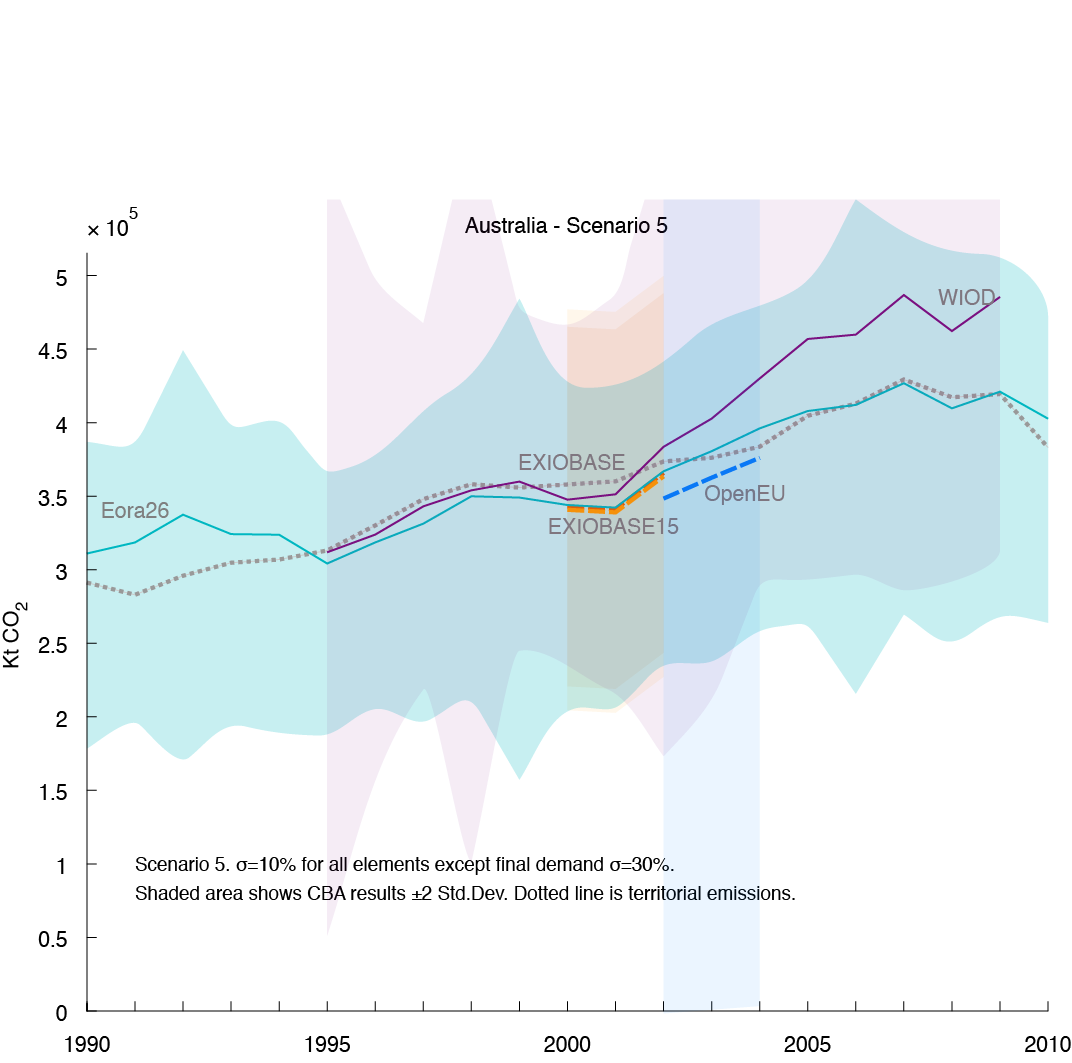 × 10^5
Australia - Scenario 5
5
4.5
4
3.5
3
2.5
2
1.5
1
0.5
0
Kt CO₂
WIOD
EXIOBASE
OpenEU
Eora26
EXIOBASE15
Scenario 5. σ=10% for all elements except final demand σ=30%.
Shaded area shows CBA results ±2 Std.Dev. Dotted line is territorial emissions.
1990 1995 2000 2005 2010